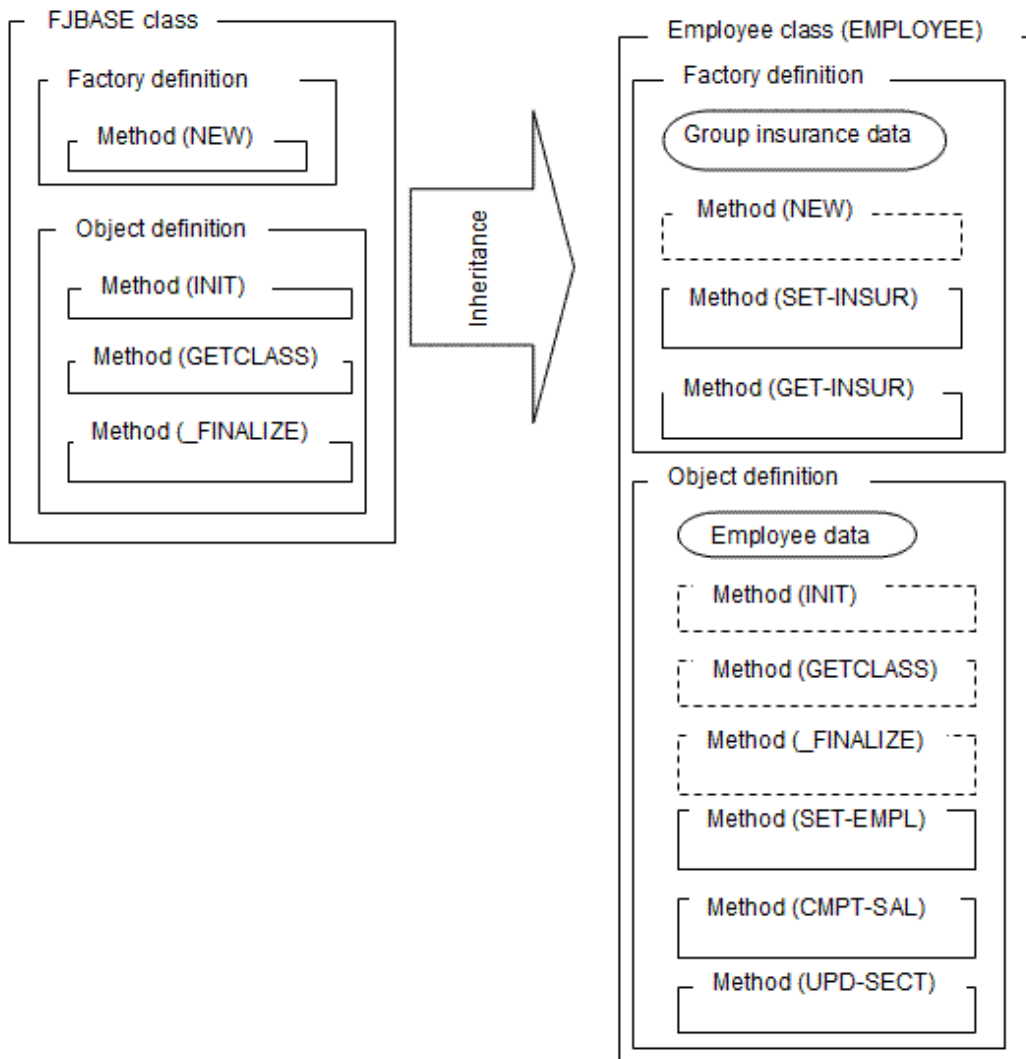 FJBASE class
Factory definition
Method (NEW)
Object definition
Method (INIT)
Method (GETCLASS)
Method (_FINALIZE)
Inheritance
Employee class (EMPLOYEE)
Factory definition
Group insurance data
Method (NEW)
Method (SET-INSUR)
Method (GET-INSUR)
Object definition
Employee data
Method (INIT)
Method (GETCLASS)
Method (_FINALIZE)
Method (SET-EMPL)
Method (CMPT-SAL)
Method (UPD-SECT)